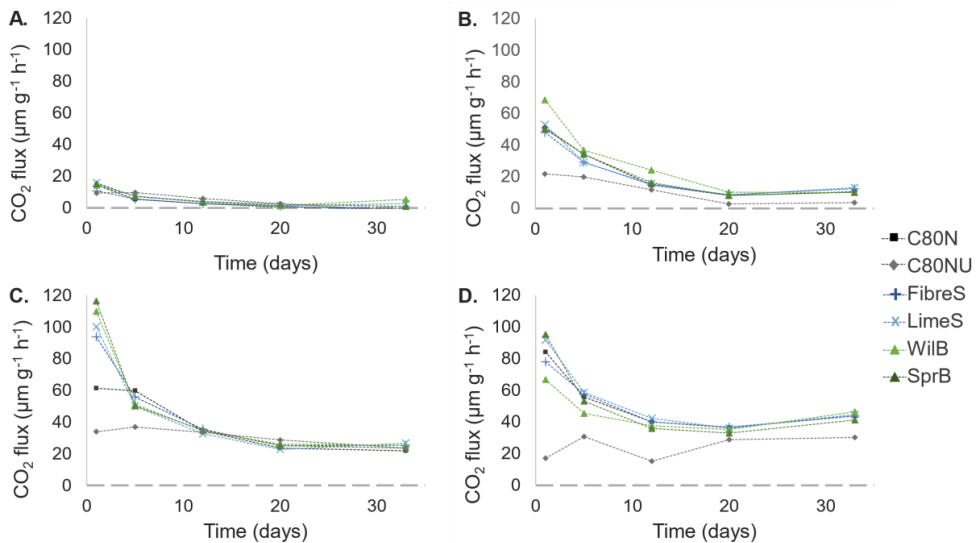 A.
120
100
80
60
40
20
0
CO₂ flux (µm g⁻¹ h⁻¹)
0 10 20 30
Time (days)
B.
120
100
80
60
40
20
0
CO₂ flux (µm g⁻¹ h⁻¹)
0 10 20 30
Time (days)
C.
120
100
80
60
40
20
0
CO₂ flux (µm g⁻¹ h⁻¹)
0 10 20 30
Time (days)
D.
120
100
80
60
40
20
0
CO₂ flux (µm g⁻¹ h⁻¹)
0 10 20 30
Time (days)
C80N
C80NU
FibreS
LimeS
WilB
SprB